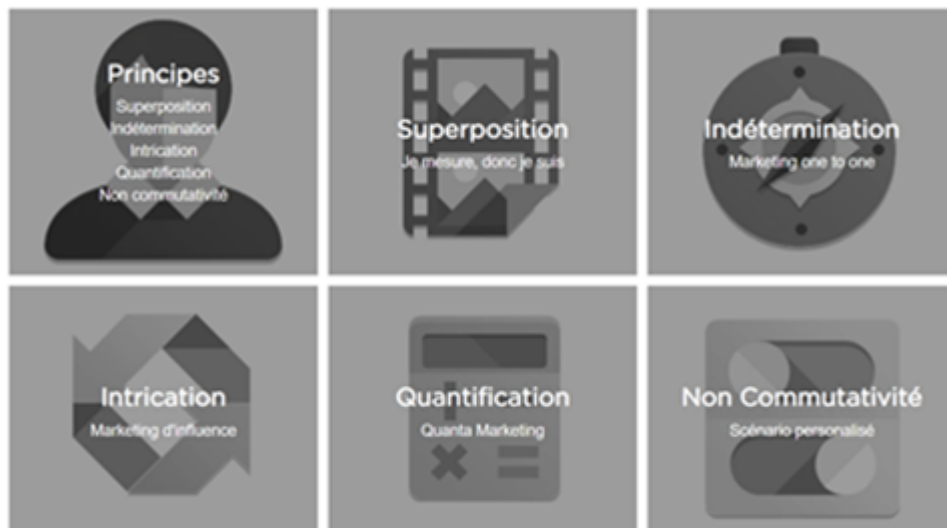 Principes
Superposition
Indétermination
Intrication
Quantification
Non commutativité
Superposition
Je mesure, donc je suis
Indétermination
Marketing one to one
Intrication
Marketing d'influence
Quantification
Quanta Marketing
Non Commutativité
Scénario personalisé